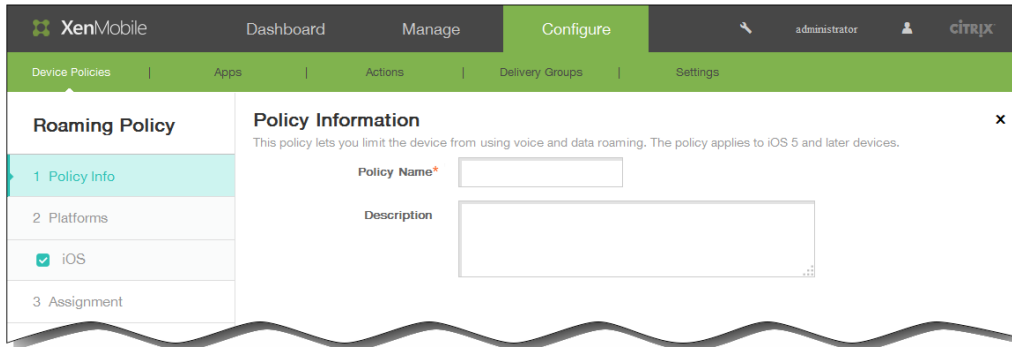 XenMobile Dashboard Manage Configure administrator CITRIX
Device Policies | Apps | Actions | Delivery Groups | Settings
Roaming Policy
1 Policy Info
2 Platforms
iOS
3 Assignment
Policy Information
This policy lets you limit the device from using voice and data roaming. The policy applies to iOS 5 and later devices.
Policy Name*
Description